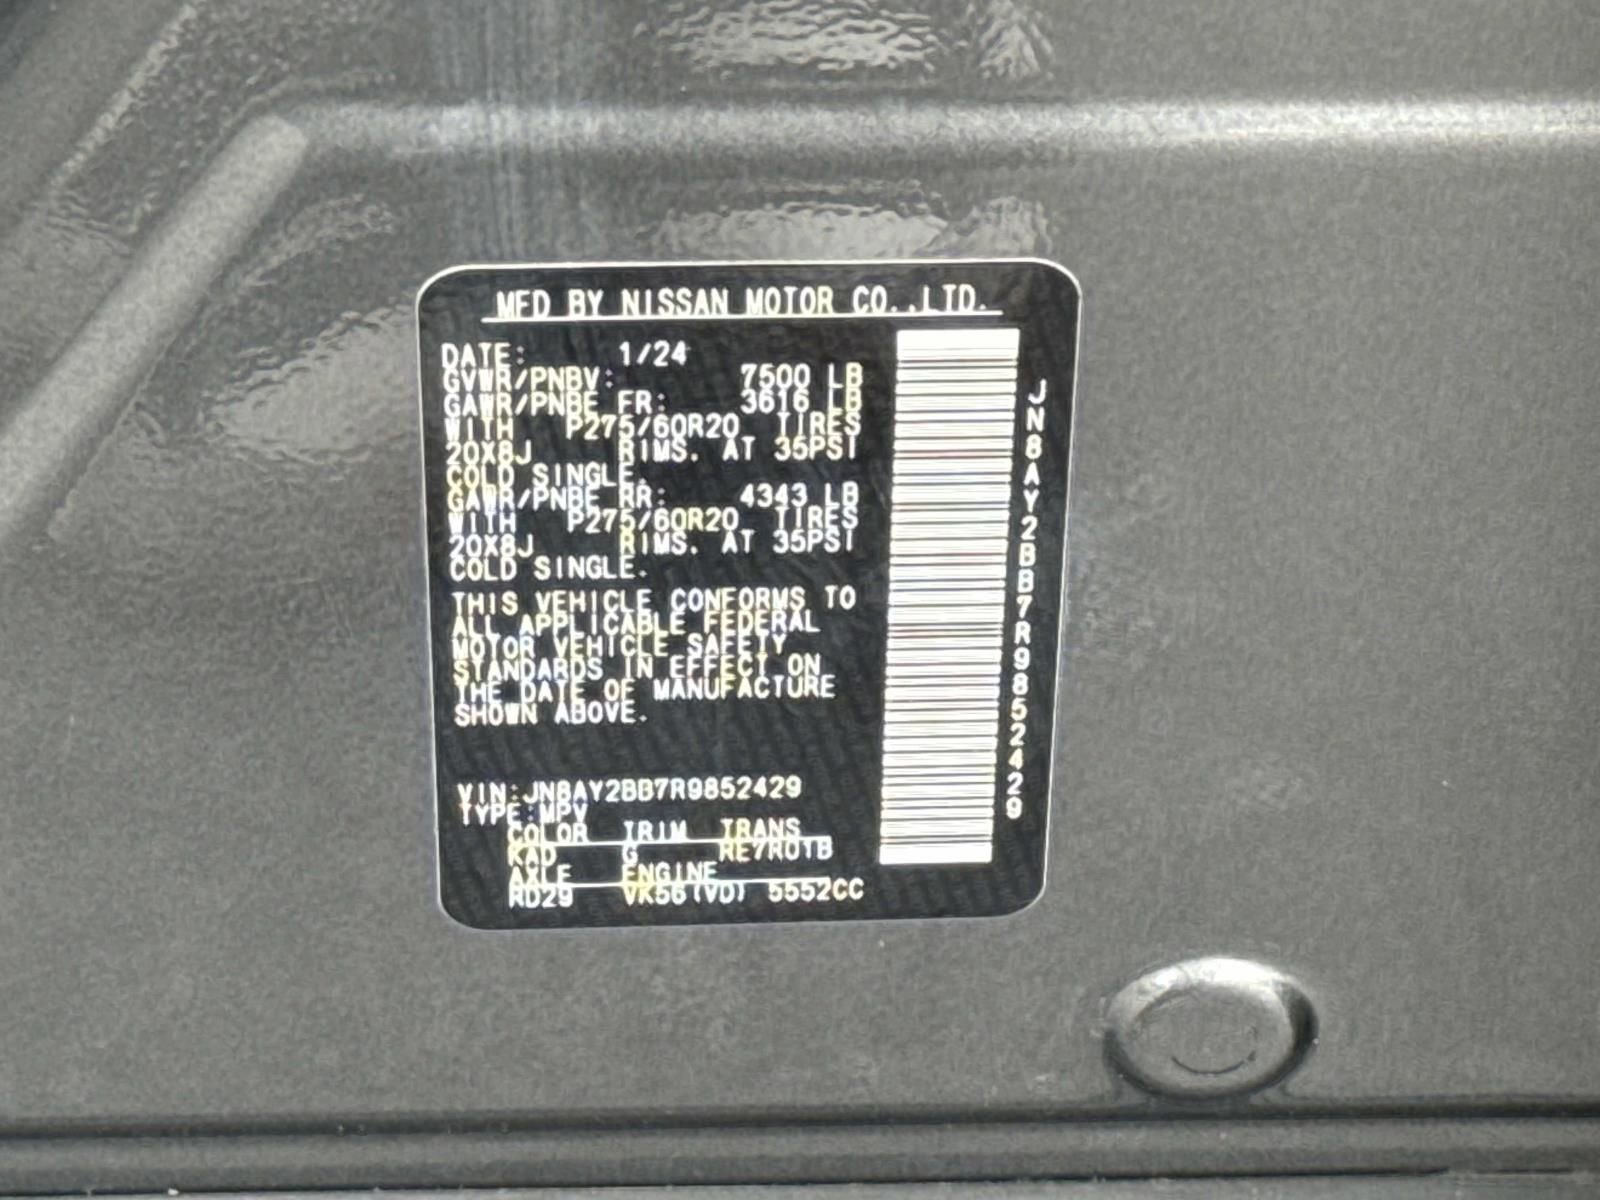 MFD BY NISSAN MOTOR CO.,LTD.
DATE: 1/24
GVWR/PNBV: 7500 LB
GAWR/PNBE FR: 3616 LB
WITH P275/60R20 TIRES
20X8J RIMS. AT 35PSI
COLD SINGLE.
GAWR/PNBE RR: 4343 LB
WITH P275/60R20 TIRES
20X8J RIMS. AT 35PSI
COLD SINGLE.
THIS VEHICLE CONFORMS TO
ALL APPLICABLE FEDERAL
MOTOR VEHICLE SAFETY
STANDARDS IN EFFECT ON
THE DATE OF MANUFACTURE
SHOWN ABOVE.
VIN:JN8AY2BB7R9852429
TYPE:MPV
COLOR TRIM TRANS
KAD G RE7R01B
AXLE ENGINE
RD29 VK56(VD) 5552CC
JN8AY2BB7R9852429